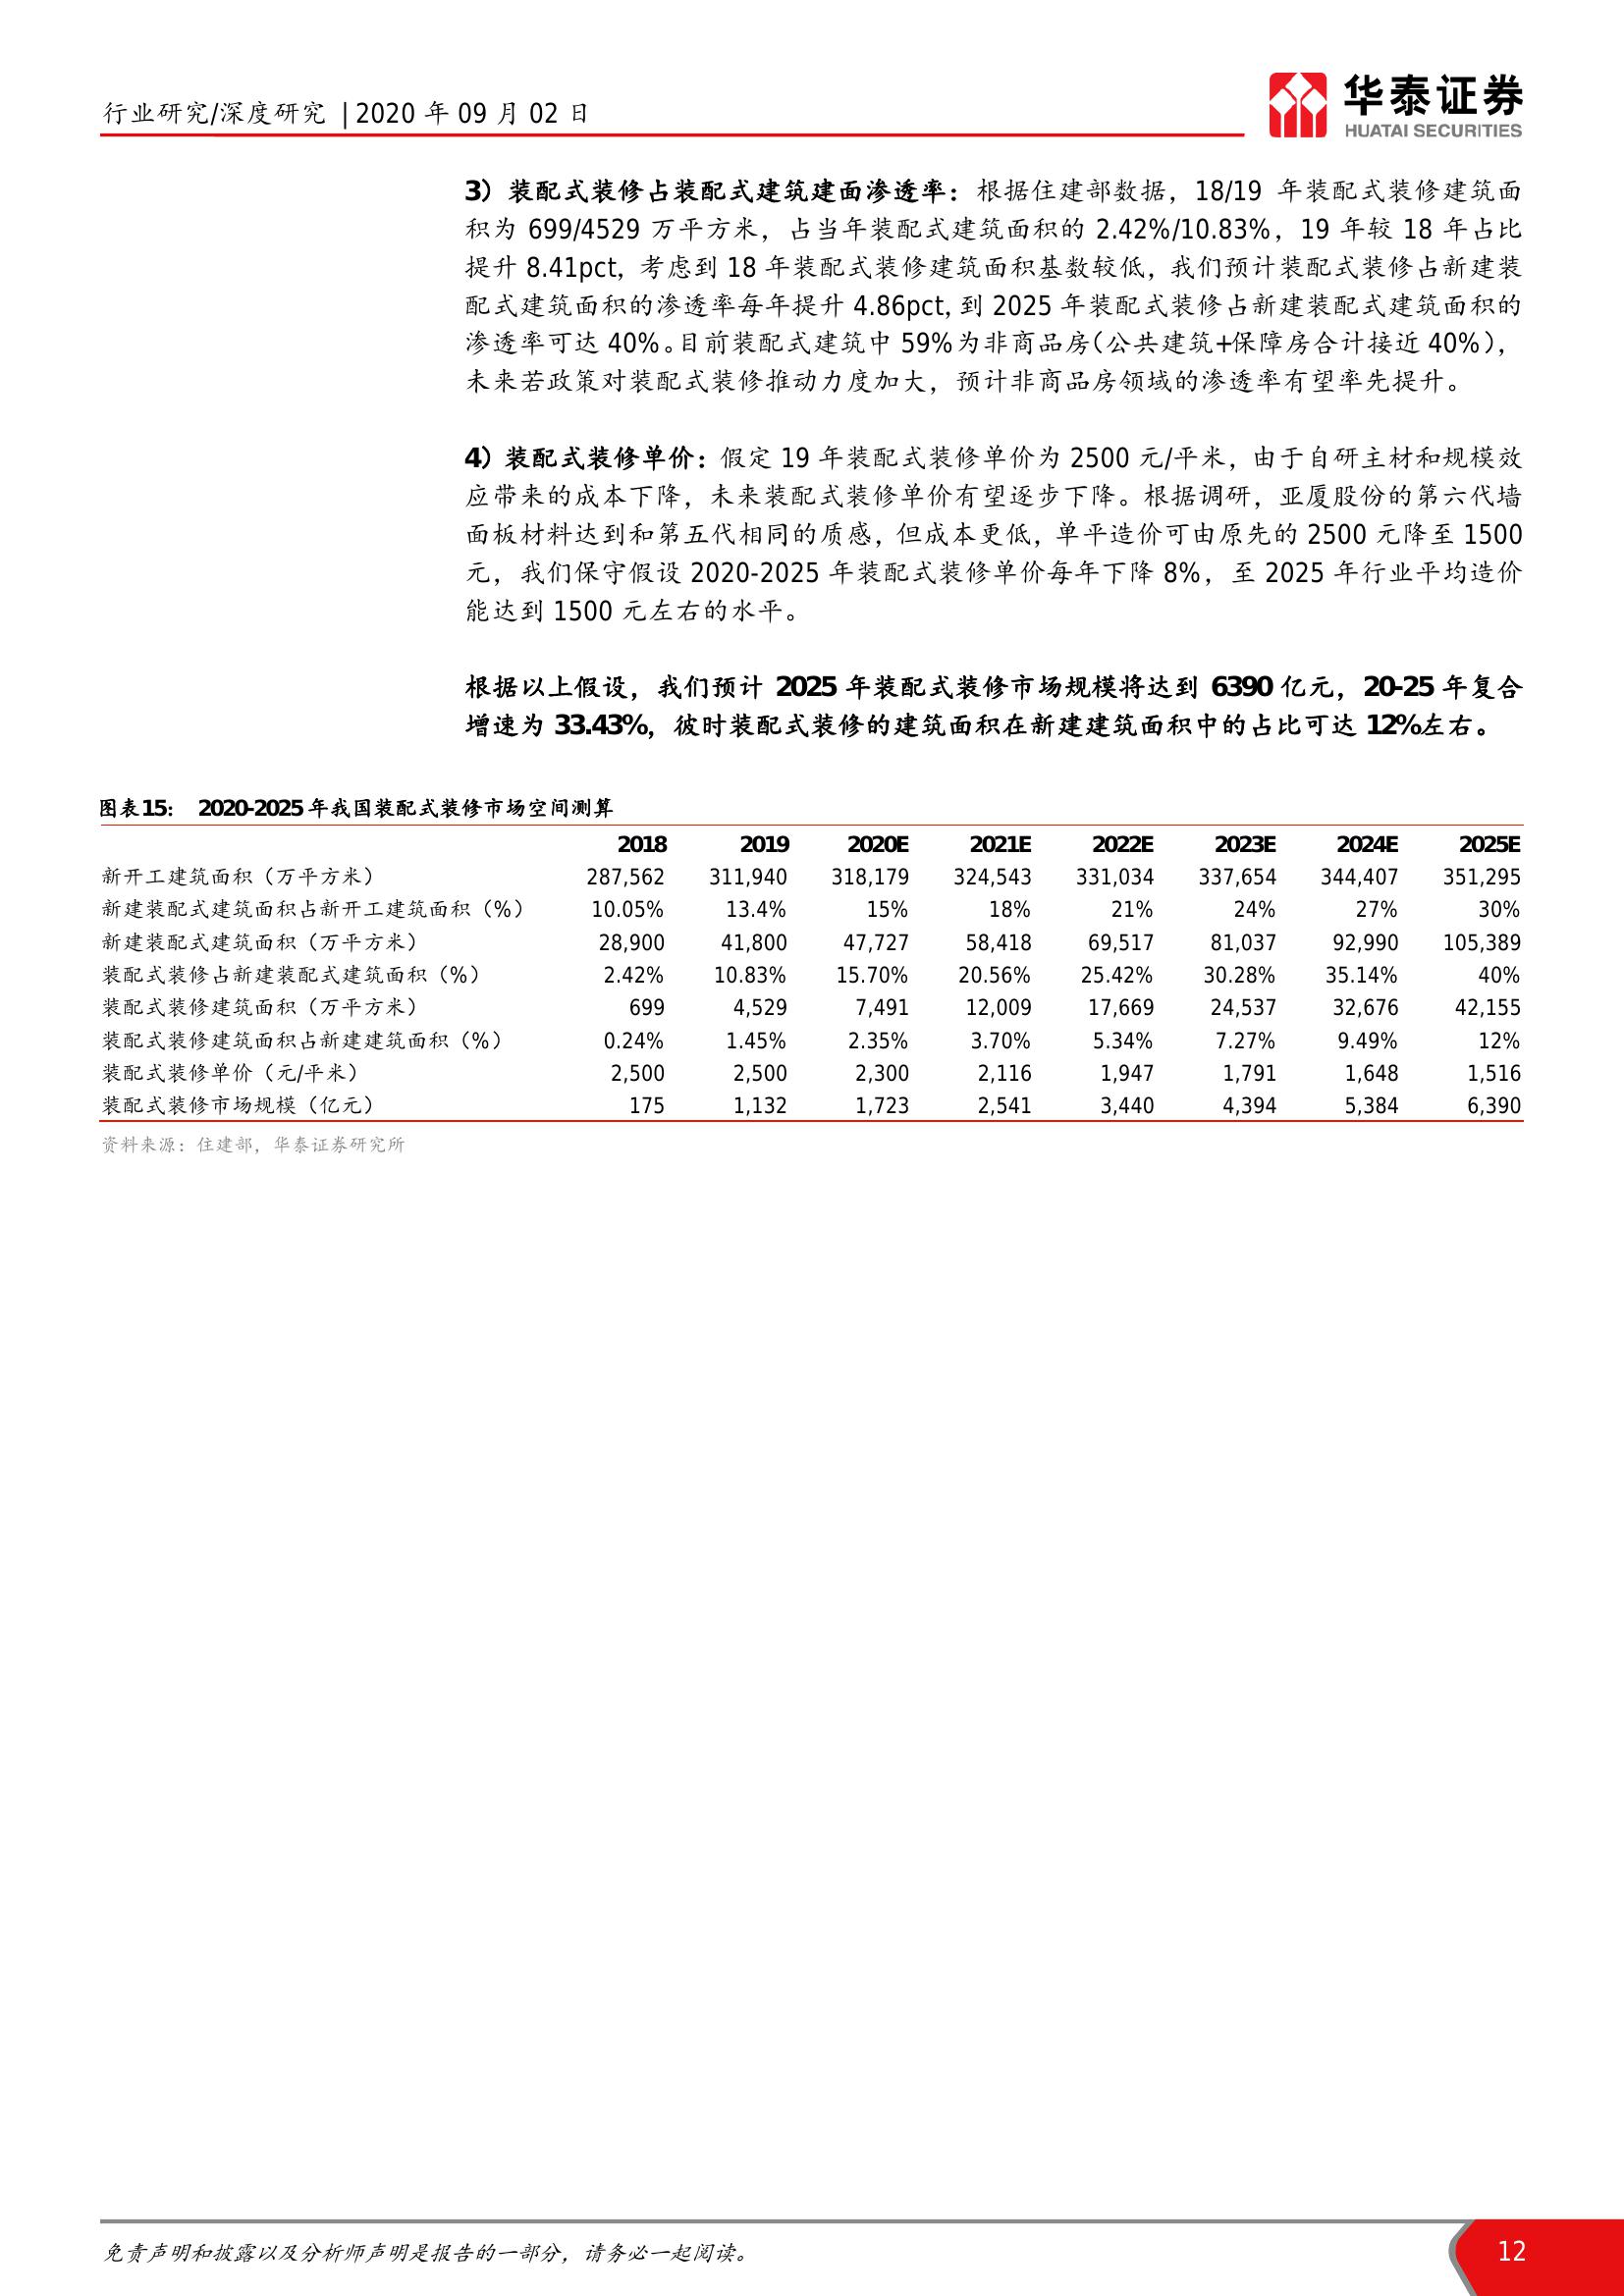 行业研究/深度研究 | 2020 年 09 月 02 日
华泰证券
HUATAI SECURITIES
3）装配式装修占装配式建筑建面渗透率：根据住建部数据，18/19 年装配式装修建筑面
积为 699/4529 万平方米，占当年装配式建筑面积的 2.42%/10.83%，19 年较 18 年占比
提升 8.41pct，考虑到 18 年装配式装修建筑面积基数较低，我们预计装配式装修占新建装
配式建筑面积的渗透率每年提升 4.86pct，到 2025 年装配式装修占新建装配式建筑面积的
渗透率可达 40%。目前装配式建筑中 59%为非商品房（公共建筑+保障房合计接近 40%），
未来若政策对装配式装修推动力度加大，预计非商品房领域的渗透率有望率先提升。
4）装配式装修单价：假定 19 年装配式装修单价为 2500 元/平米，由于自研主材和规模效
应带来的成本下降，未来装配式装修单价有望逐步下降。根据调研，亚厦股份的第六代墙
面板材料达到和第五代相同的质感，但成本更低，单平造价可由原先的 2500 元降至 1500
元，我们保守假设 2020-2025 年装配式装修单价每年下降 8%，至 2025 年行业平均造价
能达到 1500 元左右的水平。
根据以上假设，我们预计 2025 年装配式装修市场规模将达到 6390 亿元，20-25 年复合
增速为 33.43%，彼时装配式装修的建筑面积在新建建筑面积中的占比可达 12%左右。
图表15： 2020-2025 年我国装配式装修市场空间测算
2018 2019 2020E 2021E 2022E 2023E 2024E 2025E
新开工建筑面积（万平方米） 287,562 311,940 318,179 324,543 331,034 337,654 344,407 351,295
新建装配式建筑面积占新开工建筑面积（%） 10.05% 13.4% 15% 18% 21% 24% 27% 30%
新建装配式建筑面积（万平方米） 28,900 41,800 47,727 58,418 69,517 81,037 92,990 105,389
装配式装修占新建装配式建筑面积（%） 2.42% 10.83% 15.70% 20.56% 25.42% 30.28% 35.14% 40%
装配式装修建筑面积（万平方米） 699 4,529 7,491 12,009 17,669 24,537 32,676 42,155
装配式装修建筑面积占新建建筑面积（%） 0.24% 1.45% 2.35% 3.70% 5.34% 7.27% 9.49% 12%
装配式装修单价（元/平米） 2,500 2,500 2,300 2,116 1,947 1,791 1,648 1,516
装配式装修市场规模（亿元） 175 1,132 1,723 2,541 3,440 4,394 5,384 6,390
资料来源：住建部，华泰证券研究所
免责声明和披露以及分析师声明是报告的一部分，请务必一起阅读。
12